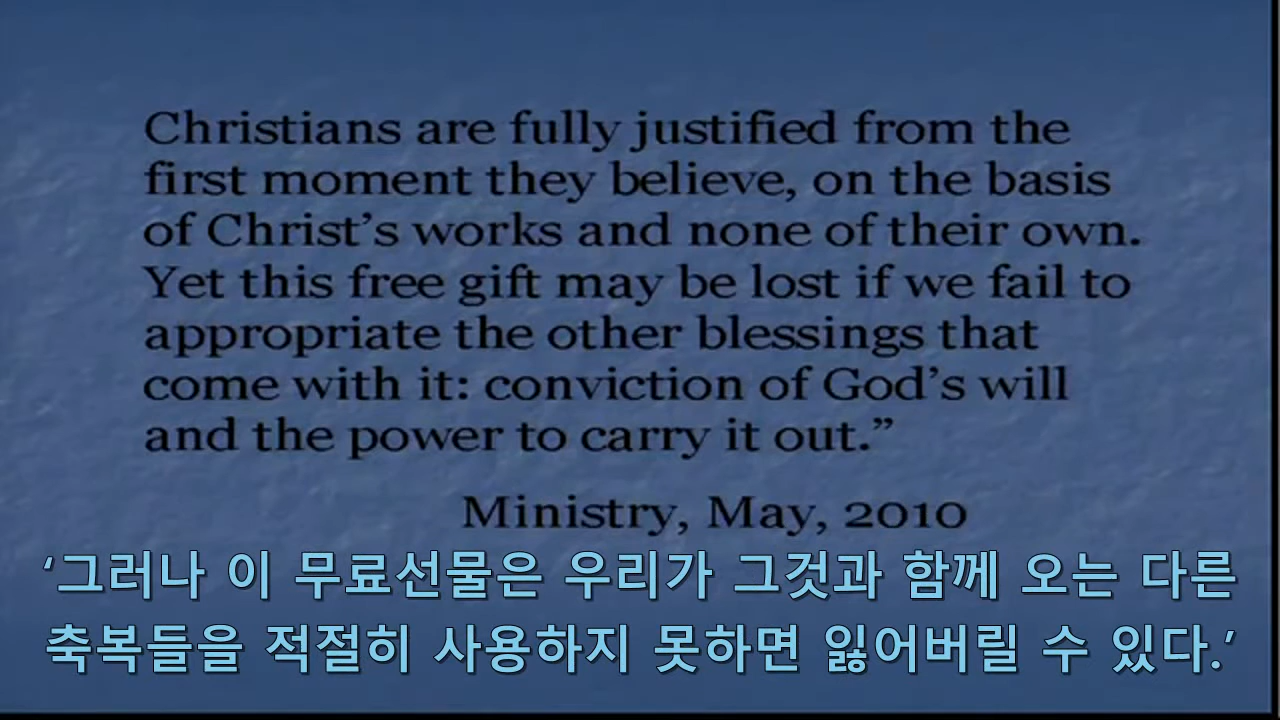 Christians are fully justified from the
first moment they believe, on the basis
of Christ's works and none of their own.
Yet this free gift may be lost if we fail to
appropriate the other blessings that
come with it: conviction of God's will
and the power to carry it out.”
Ministry, May, 2010
‘그러나 이 무료선물은 우리가 그것과 함께 오는 다른
축복들을 적절히 사용하지 못하면 잃어버릴 수 있다.’